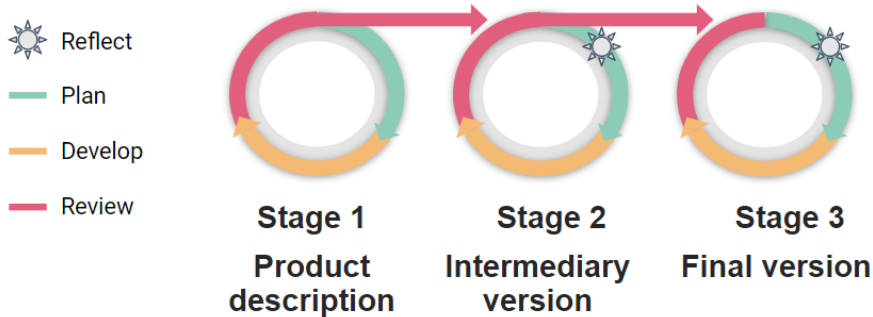 Reflect
Plan
Develop
Review
Stage 1
Product
description
Stage 2
Intermediary
version
Stage 3
Final version